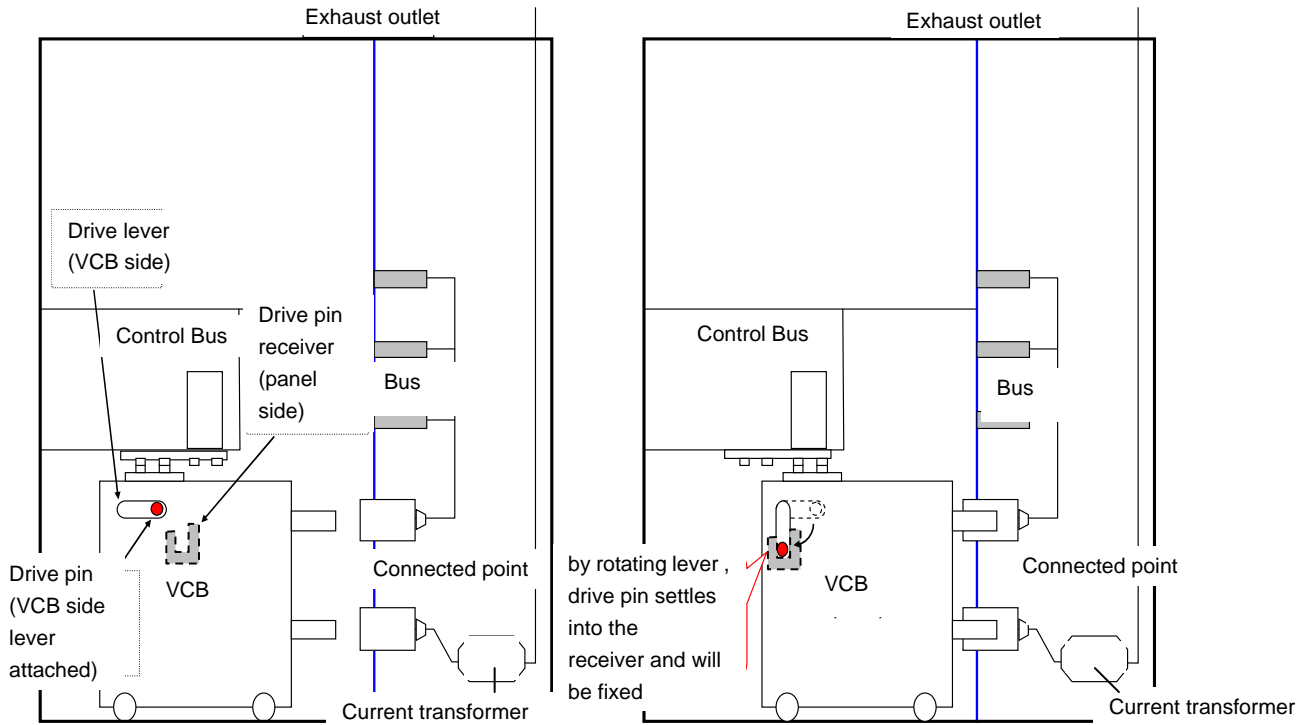 Exhaust outlet
Drive lever
(VCB side)
Control Bus
Drive pin
receiver
(panel
side)
Bus
Drive pin
(VCB side
lever
attached)
VCB
Connected point
Current transformer
Exhaust outlet
Control Bus
Bus
by rotating lever ,
drive pin settles
into the
receiver and will
be fixed
VCB
Connected point
Current transformer